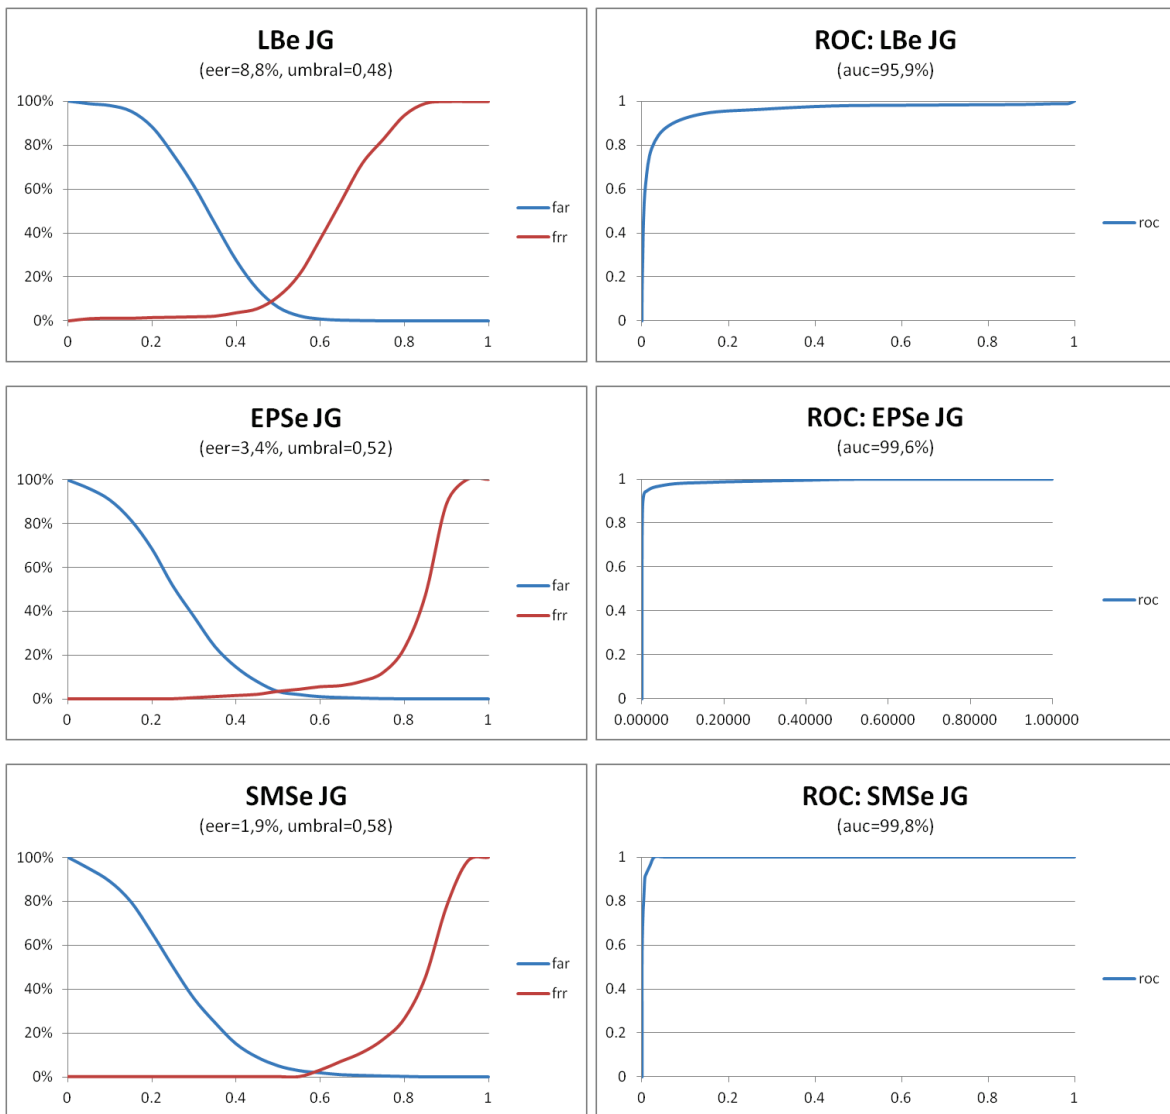 LBe JG
(eer=8,8%, umbral=0,48)
100%
80%
60%
40%
20%
0%
0 0.2 0.4 0.6 0.8 1
far
frr
ROC: LBe JG
(auc=95,9%)
1
0.8
0.6
0.4
0.2
0
0 0.2 0.4 0.6 0.8 1
roc
EPSe JG
(eer=3,4%, umbral=0,52)
100%
80%
60%
40%
20%
0%
0 0.2 0.4 0.6 0.8 1
far
frr
ROC: EPSe JG
(auc=99,6%)
1
0.8
0.6
0.4
0.2
0
0.00000 0.20000 0.40000 0.60000 0.80000 1.00000
roc
SMSe JG
(eer=1,9%, umbral=0,58)
100%
80%
60%
40%
20%
0%
0 0.2 0.4 0.6 0.8 1
far
frr
ROC: SMSe JG
(auc=99,8%)
1
0.8
0.6
0.4
0.2
0
0 0.2 0.4 0.6 0.8 1
roc